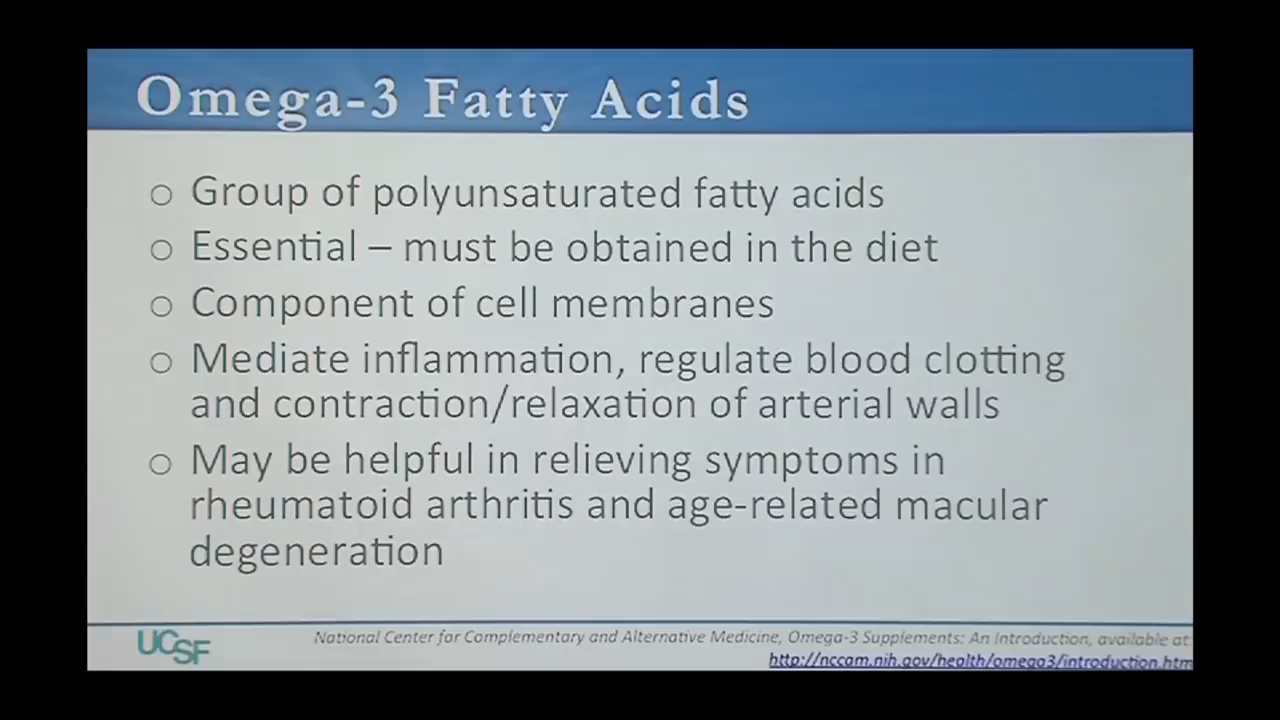 Omega-3 Fatty Acids
○ Group of polyunsaturated fatty acids
○ Essential – must be obtained in the diet
○ Component of cell membranes
○ Mediate inflammation, regulate blood clotting
and contraction/relaxation of arterial walls
○ May be helpful in relieving symptoms in
rheumatoid arthritis and age-related macular
degeneration
UCSF
National Center for Complementary and Alternative Medicine, Omega-3 Supplements: An Introduction, available at:
http://nccam.nih.gov/health/omega3/introduction.htm